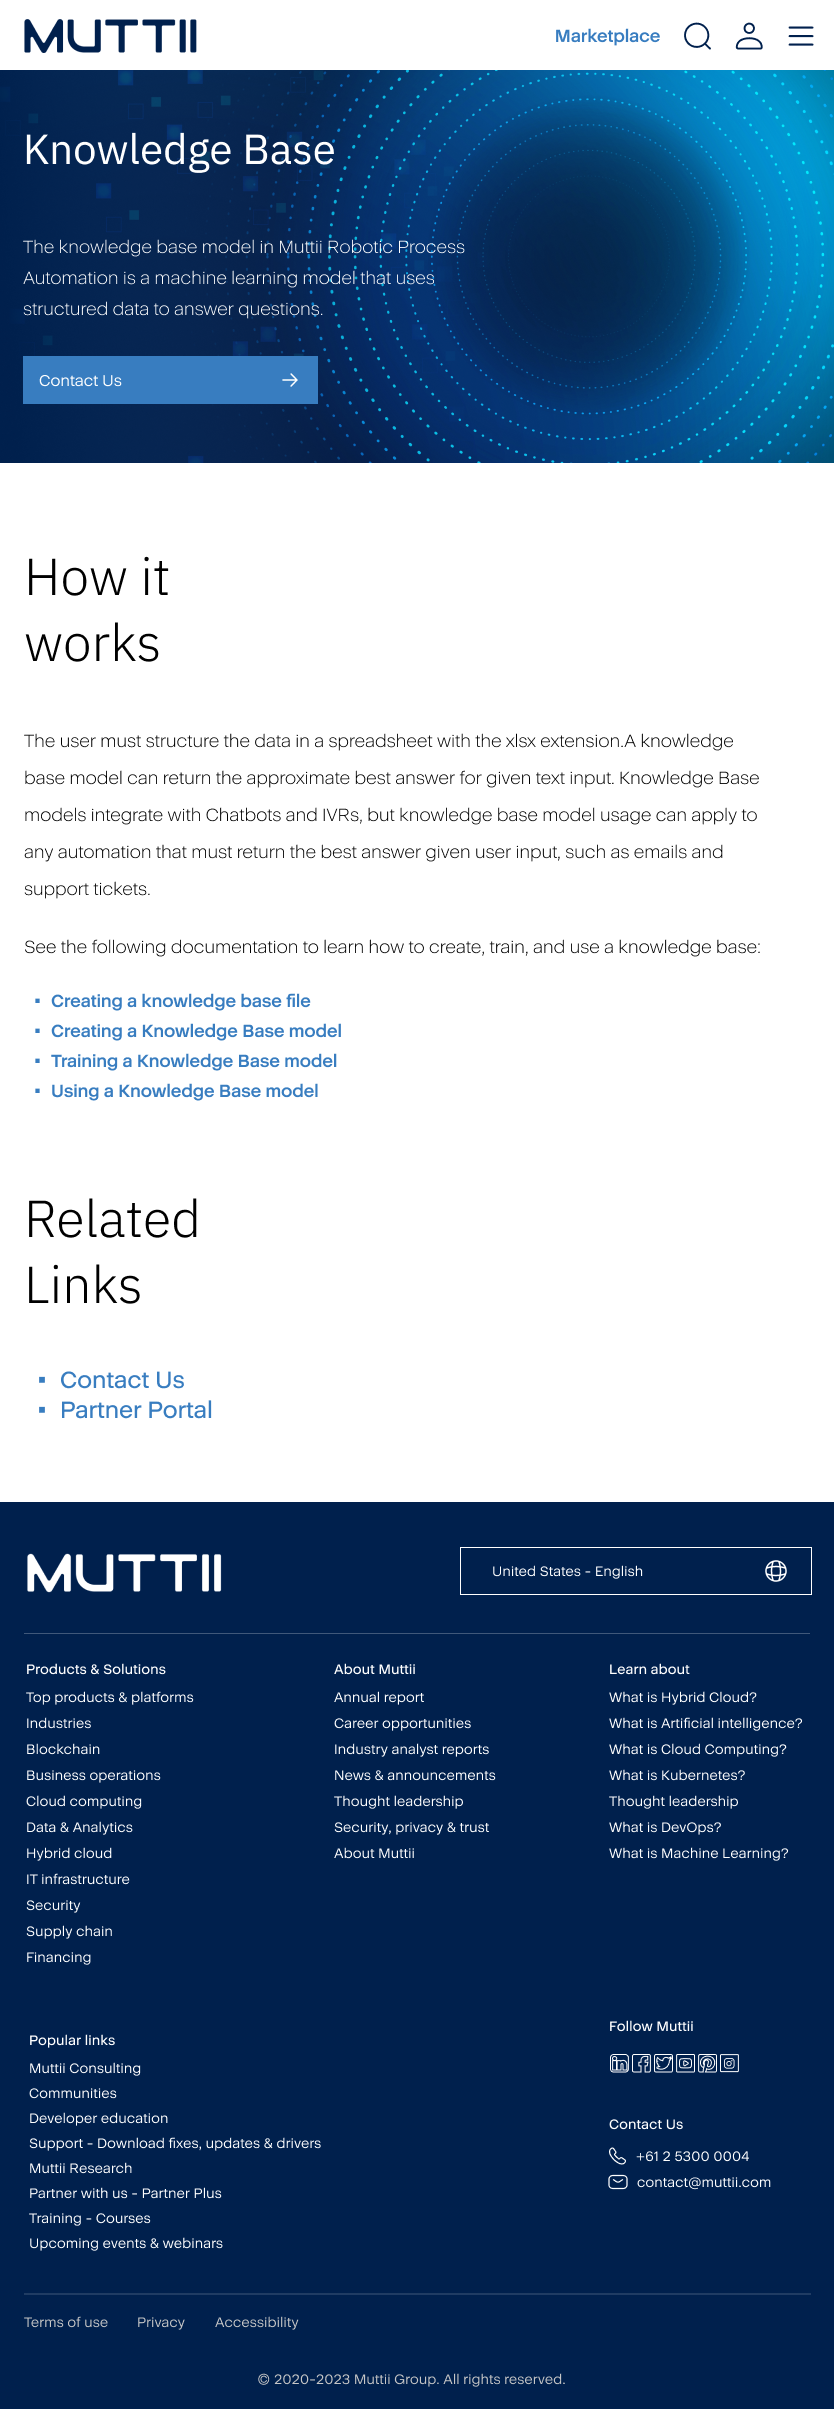 MUTTII
Marketplace
Knowledge Base
The knowledge base model in Muttii Robotic Process
Automation is a machine learning model that uses
structured data to answer questions.
Contact Us
How it
works
The user must structure the data in a spreadsheet with the xlsx extension.A knowledge
base model can return the approximate best answer for given text input. Knowledge Base
models integrate with Chatbots and IVRs, but knowledge base model usage can apply to
any automation that must return the best answer given user input, such as emails and
support tickets.
See the following documentation to learn how to create, train, and use a knowledge base:
Creating a knowledge base file
Creating a Knowledge Base model
Training a Knowledge Base model
Using a Knowledge Base model
Related
Links
Contact Us
Partner Portal
MUTTII
United States - English
Products & Solutions
Top products & platforms
Industries
Blockchain
Business operations
Cloud computing
Data & Analytics
Hybrid cloud
IT infrastructure
Security
Supply chain
Financing
About Muttii
Annual report
Career opportunities
Industry analyst reports
News & announcements
Thought leadership
Security, privacy & trust
About Muttii
Learn about
What is Hybrid Cloud?
What is Artificial intelligence?
What is Cloud Computing?
What is Kubernetes?
Thought leadership
What is DevOps?
What is Machine Learning?
Popular links
Muttii Consulting
Communities
Developer education
Support - Download fixes, updates & drivers
Muttii Research
Partner with us - Partner Plus
Training - Courses
Upcoming events & webinars
Follow Muttii
Contact Us
+61 2 5300 0004
contact@muttii.com
Terms of use
Privacy
Accessibility
© 2020-2023 Muttii Group. All rights reserved.